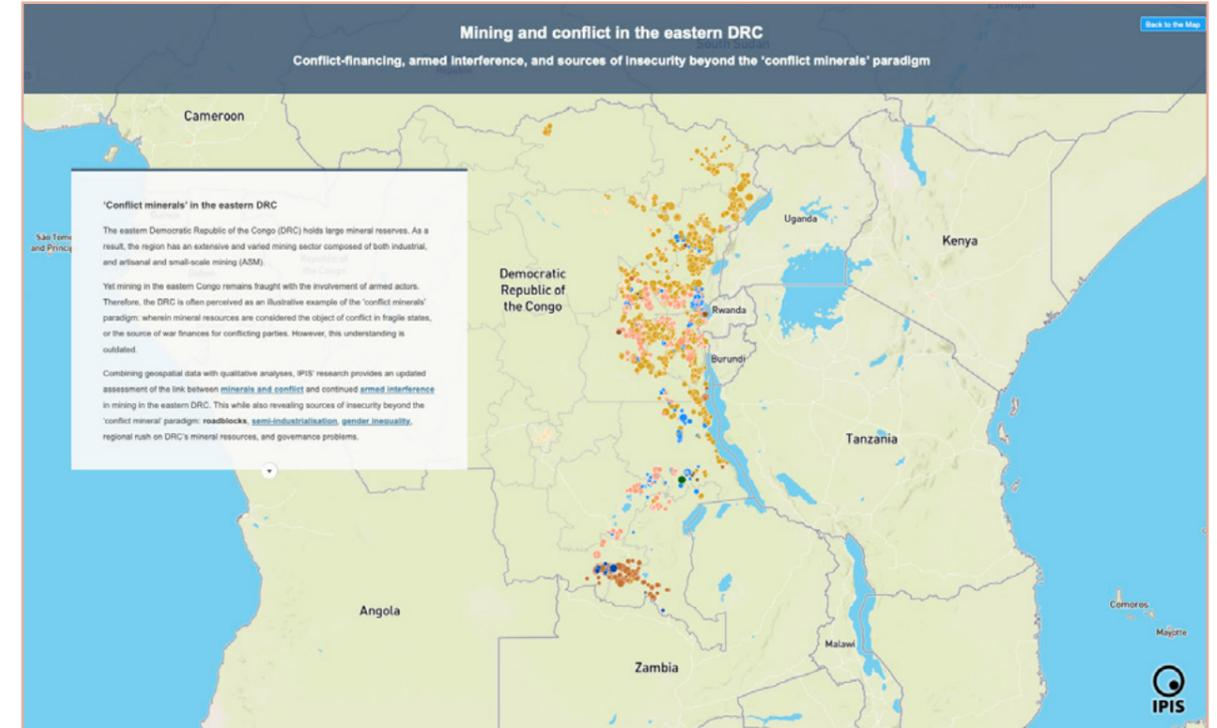 Mining and conflict in the eastern DRC
Back to the Map
South Sudan
Conflict-financing, armed interference, and sources of insecurity beyond the ‘conflict minerals’ paradigm
Cameroon
‘Conflict minerals’ in the eastern DRC
The eastern Democratic Republic of the Congo (DRC) holds large mineral reserves. As a
result, the region has an extensive and varied mining sector composed of both industrial,
and artisanal and small-scale mining (ASM).
Yet mining in the eastern Congo remains fraught with the involvement of armed actors.
Therefore, the DRC is often perceived as an illustrative example of the ‘conflict minerals’
paradigm: wherein mineral resources are considered the object of conflict in fragile states,
or the source of war finances for conflicting parties. However, this understanding is
outdated.
Combining geospatial data with qualitative analyses, IPIS’ research provides an updated
assessment of the link between minerals and conflict and continued armed interference
in mining in the eastern DRC. This while also revealing sources of insecurity beyond the
‘conflict mineral’ paradigm: roadblocks, semi-industrialisation, gender inequality,
regional rush on DRC’s mineral resources, and governance problems.
São Tomé
and Princip
Republic of
the Congo
Democratic
Republic of
the Congo
Uganda
Kenya
Rwanda
Burundi
Tanzania
Angola
Zambia
Malawi
Comoros
Mayotte
IPIS